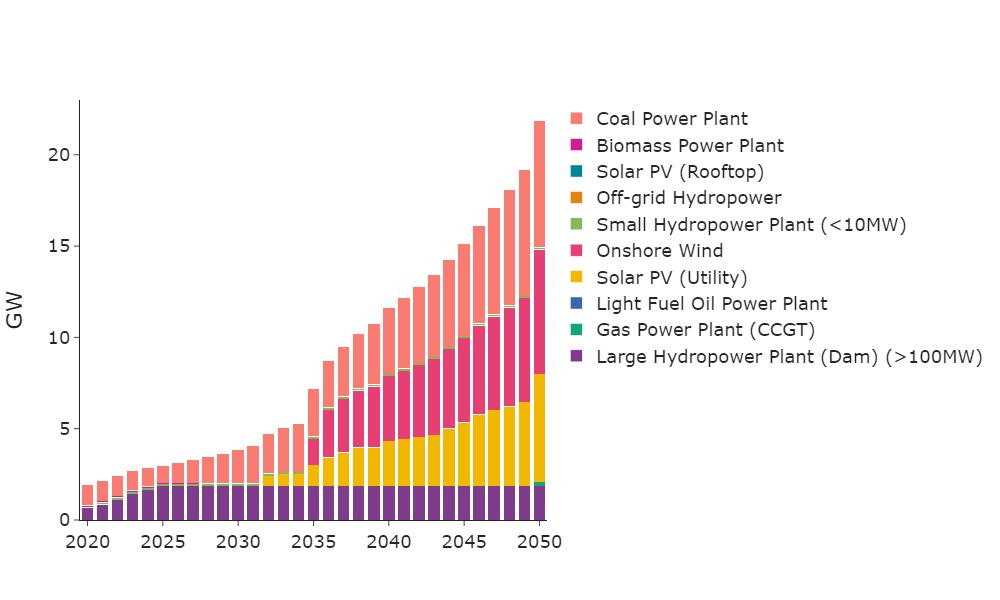 GW
20
15
10
5
0
2020 2025 2030 2035 2040 2045 2050
Coal Power Plant
Biomass Power Plant
Solar PV (Rooftop)
Off-grid Hydropower
Small Hydropower Plant (<10MW)
Onshore Wind
Solar PV (Utility)
Light Fuel Oil Power Plant
Gas Power Plant (CCGT)
Large Hydropower Plant (Dam) (>100MW)